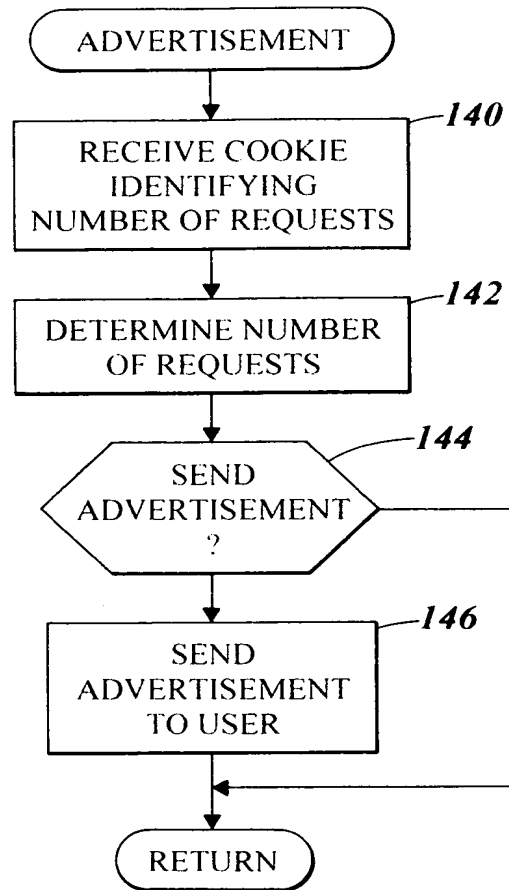 ADVERTISEMENT
140
RECEIVE COOKIE
IDENTIFYING
NUMBER OF REQUESTS
142
DETERMINE NUMBER
OF REQUESTS
144
SEND
ADVERTISEMENT
?
146
SEND
ADVERTISEMENT
TO USER
RETURN